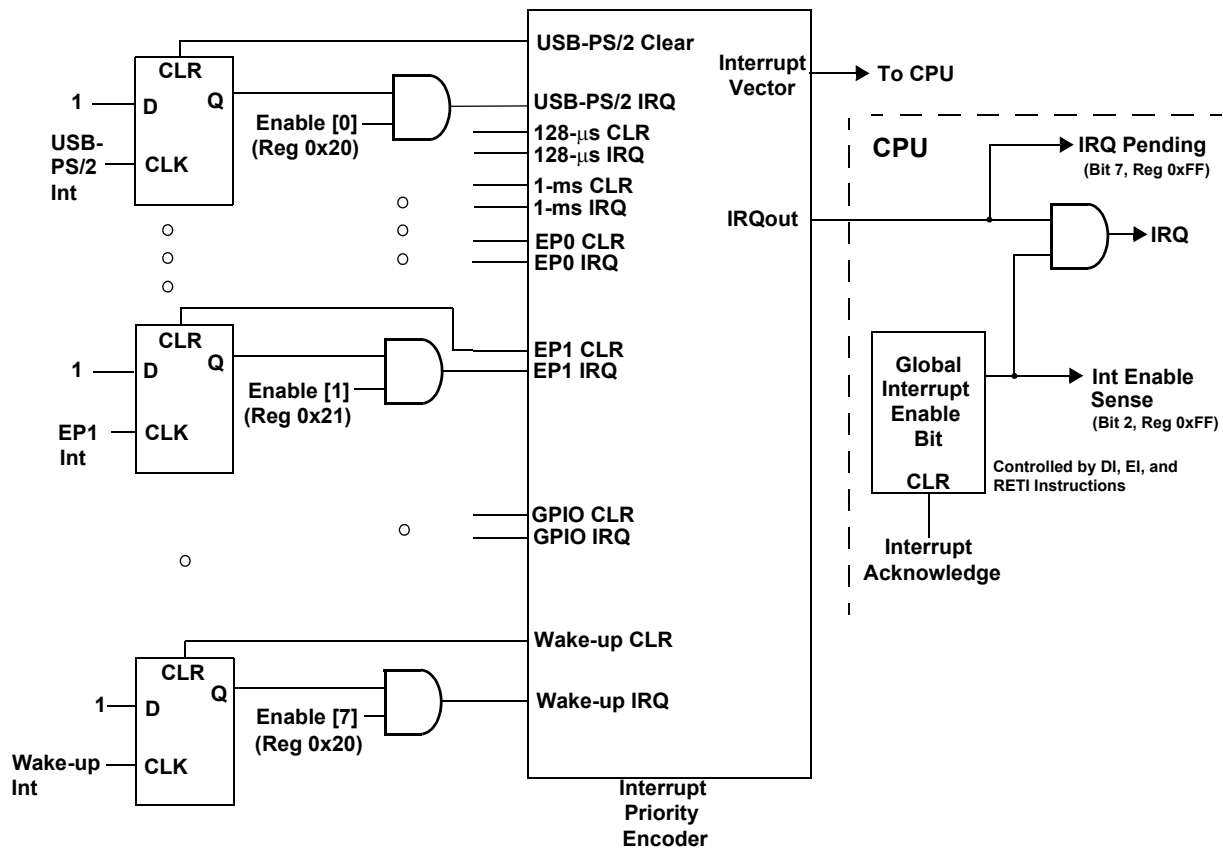 CLR
1
D
Q
USB-
PS/2
Int
CLK
Enable [0]
(Reg 0x20)
USB-PS/2 Clear
USB-PS/2 IRQ
128-μs CLR
128-μs IRQ
1-ms CLR
1-ms IRQ
EP0 CLR
EP0 IRQ
Interrupt
Vector
To CPU
CPU
IRQ Pending
(Bit 7, Reg 0xFF)
IRQout
IRQ
CLR
1
D
Q
EP1
Int
CLK
Enable [1]
(Reg 0x21)
EP1 CLR
EP1 IRQ
Global
Interrupt
Enable
Bit
CLR
Int Enable
Sense
(Bit 2, Reg 0xFF)
Controlled by DI, EI, and
RETI Instructions
Interrupt
Acknowledge
GPIO CLR
GPIO IRQ
CLR
1
D
Q
Wake-up
Int
CLK
Enable [7]
(Reg 0x20)
Wake-up CLR
Wake-up IRQ
Interrupt
Priority
Encoder